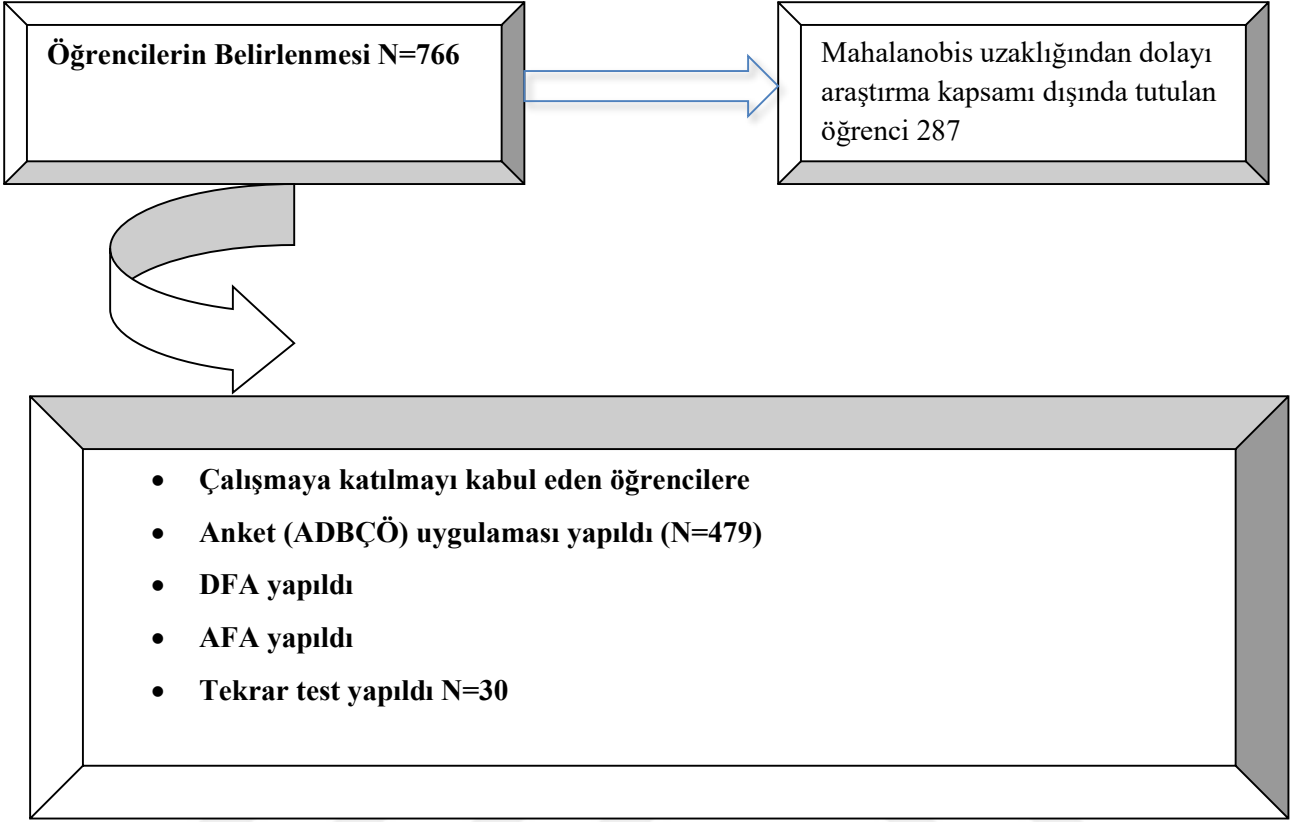 Öğrencilerin Belirlenmesi N=766
Mahalanobis uzaklığından dolayı
araştırma kapsamı dışında tutulan
öğrenci 287
• Çalışmaya katılmayı kabul eden öğrencilere
• Anket (ADBÇÖ) uygulaması yapıldı (N=479)
• DFA yapıldı
• AFA yapıldı
• Tekrar test yapıldı N=30